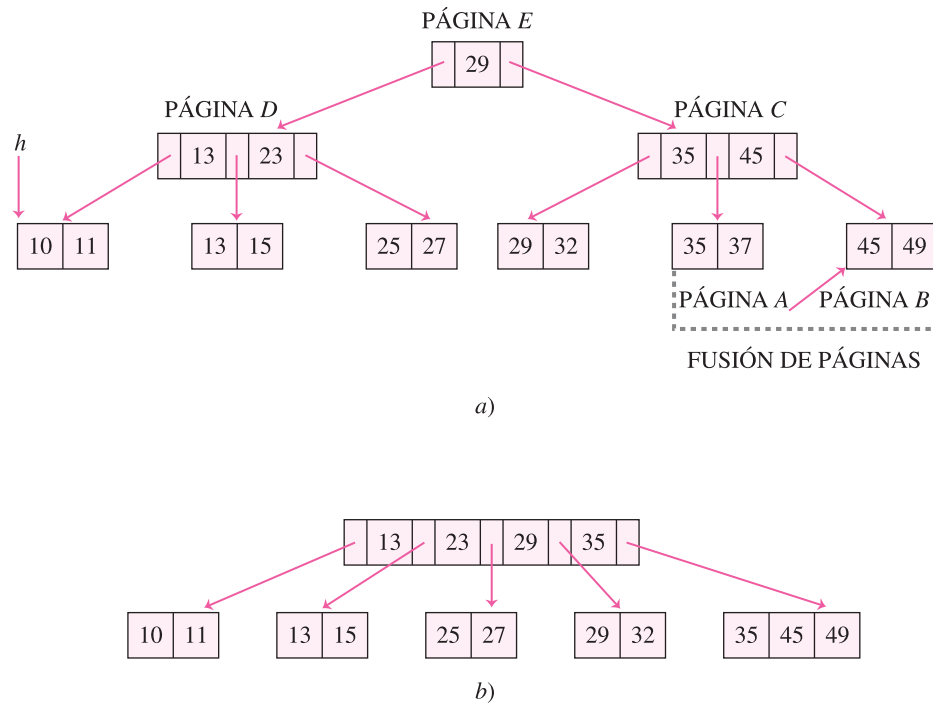 PÁGINA E
29
PÁGINA D PÁGINA C
h
13 23 35 45
10 11 13 15 25 27 29 32 35 37 45 49
PÁGINA A PÁGINA B
FUSIÓN DE PÁGINAS
a)
13 23 29 35
10 11 13 15 25 27 29 32 35 45 49
b)